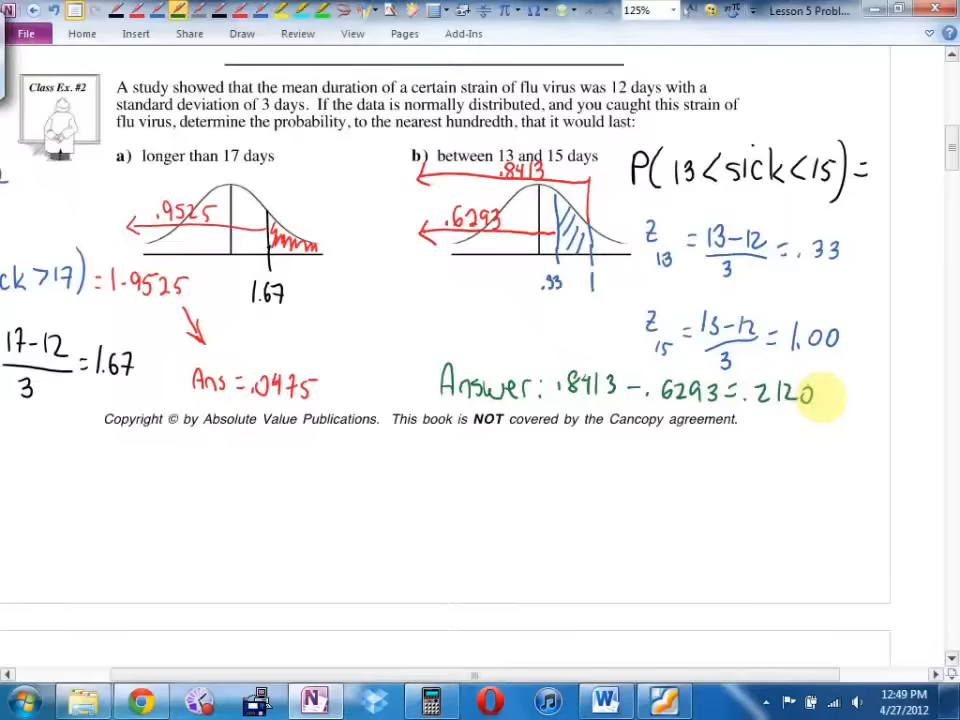 125%
Lesson 5 Probl...
File Home Insert Share Draw Review View Pages Add-Ins
Class Ex. #2
A study showed that the mean duration of a certain strain of flu virus was 12 days with a
standard deviation of 3 days. If the data is normally distributed, and you caught this strain of
flu virus, determine the probability, to the nearest hundredth, that it would last:
a) longer than 17 days
.9525
1.67
ck > 17) = 1-.9525
17-12
3
=1.67
Ans = .0475
b) between 13 and 15 days
.8413
.6293
.33 1
P( 13 < sick < 15) =
z13 = 13-12 / 3 = .33
z15 = 15-12 / 3 = 1.00
Answer: .8413 - .6293 = .2120
Copyright © by Absolute Value Publications. This book is NOT covered by the Cancopy agreement.
12:49 PM
4/27/2012